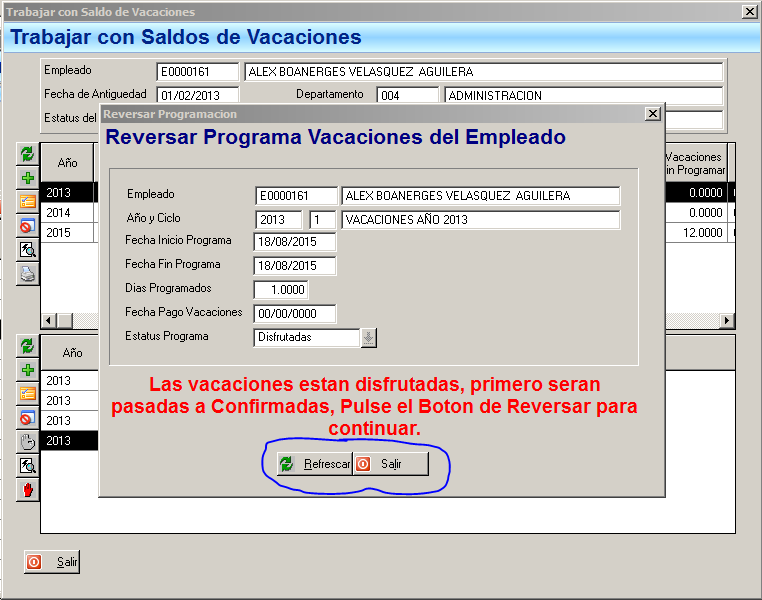 Trabajar con Saldo de Vacaciones
Trabajar con Saldos de Vacaciones
Empleado E0000161 ALEX BOANERGES VELASQUEZ AGUILERA
Fecha de Antiguedad 01/02/2013 Departamento 004 ADMINISTRACION
Estatus del
Año Vacaciones
in Programar
2013 0.0000
2014 0.0000
2015 12.0000
Año
2013
2013
2013
2013
Salir
Reversar Programacion
Reversar Programa Vacaciones del Empleado
Empleado E0000161 ALEX BOANERGES VELASQUEZ AGUILERA
Año y Ciclo 2013 1 VACACIONES AÑO 2013
Fecha Inicio Programa 18/08/2015
Fecha Fin Programa 18/08/2015
Dias Programados 1.0000
Fecha Pago Vacaciones 00/00/0000
Estatus Programa Disfrutadas
Las vacaciones estan disfrutadas, primero seran
pasadas a Confirmadas, Pulse el Boton de Reversar para
continuar.
Refrescar Salir